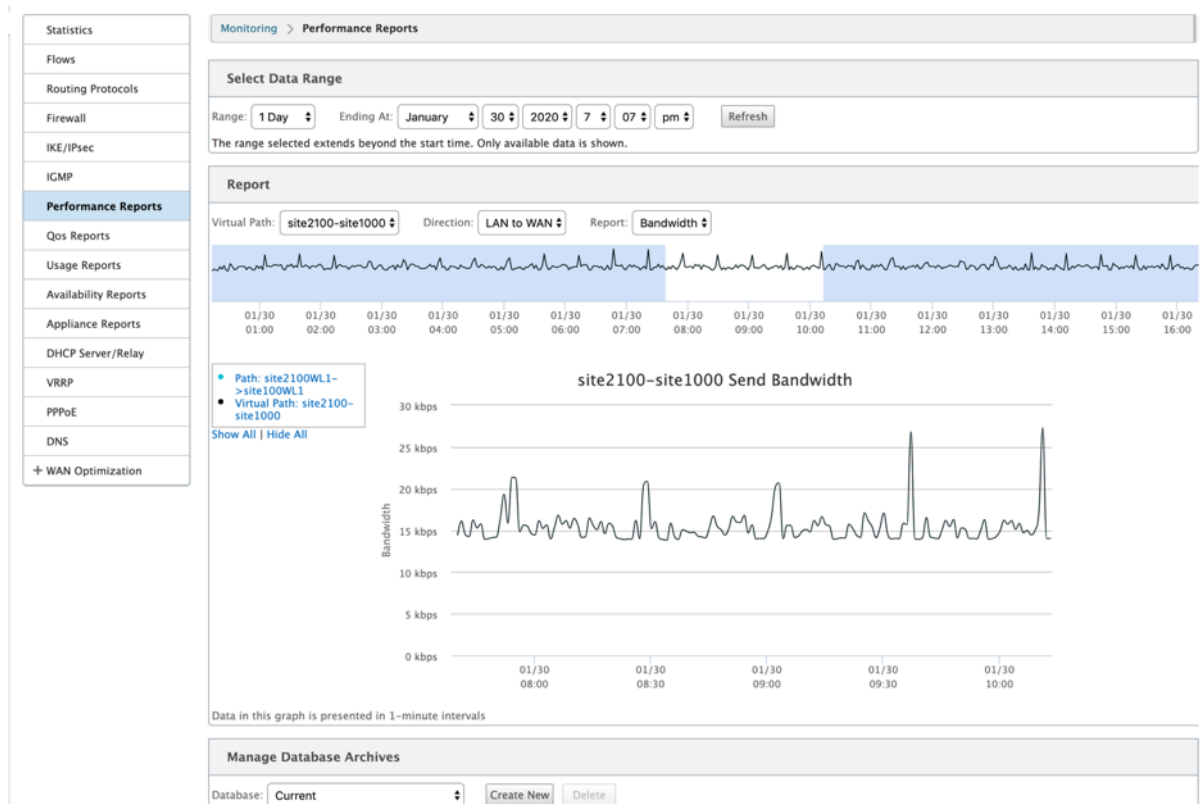 Statistics
Flows
Routing Protocols
Firewall
IKE/IPsec
IGMP
Performance Reports
Qos Reports
Usage Reports
Availability Reports
Appliance Reports
DHCP Server/Relay
VRRP
PPPoE
DNS
+ WAN Optimization
Monitoring > Performance Reports
Select Data Range
Range: 1 Day Ending At: January 30 2020 7 07 pm Refresh
The range selected extends beyond the start time. Only available data is shown.
Report
Virtual Path: site2100-site1000 Direction: LAN to WAN Report: Bandwidth
01/30 01/30 01/30 01/30 01/30 01/30 01/30 01/30 01/30 01/30 01/30 01/30 01/30 01/30 01/30 01/30
01:00 02:00 03:00 04:00 05:00 06:00 07:00 08:00 09:00 10:00 11:00 12:00 13:00 14:00 15:00 16:00
Path: site2100WL1-
>site100WL1
Virtual Path: site2100-
site1000
Show All | Hide All
site2100-site1000 Send Bandwidth
Bandwidth
30 kbps
25 kbps
20 kbps
15 kbps
10 kbps
5 kbps
0 kbps
01/30 01/30 01/30 01/30 01/30
08:00 08:30 09:00 09:30 10:00
Data in this graph is presented in 1-minute intervals
Manage Database Archives
Database: Current Create New Delete